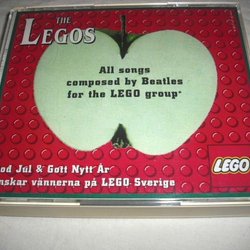 THE
LEGOS
All songs
composed by Beatles
for the LEGO group*
od Jul & Gott Nytt År
nskar vännerna på LEGO Sverige
LEGO